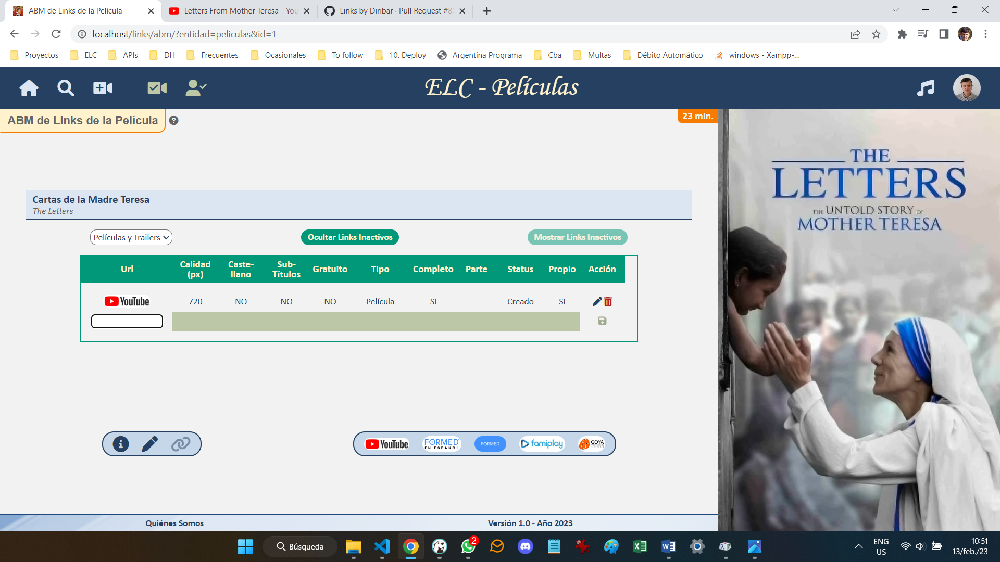 ABM de Links de la Película
Letters From Mother Teresa - You
Links by Diribar · Pull Request #8
localhost/links/abm/?entidad=peliculas&id=1
Proyectos
ELC
APIs
DH
Frecuentes
Ocasionales
To follow
10. Deploy
Argentina Programa
Cba
Multas
Débito Automático
windows - Xampp-...
ELC - Películas
ABM de Links de la Película
?
23 min.
THE
LETTERS
THE UNTOLD STORY OF
MOTHER TERESA
Cartas de la Madre Teresa
The Letters
Películas y Trailers
Ocultar Links Inactivos
Mostrar Links Inactivos
Url
Calidad
(px)
Caste-
llano
Sub-
Títulos
Gratuito
Tipo
Completo
Parte
Status
Propio
Acción
YouTube
720
NO
NO
NO
Película
SI
-
Creado
SI
YouTube
FORMED
EN ESPAÑOL
FORMED
famiplay
GOYA
Quiénes Somos
Versión 1.0 - Año 2023
Búsqueda
2
ENG
US
10:51
13/feb./23